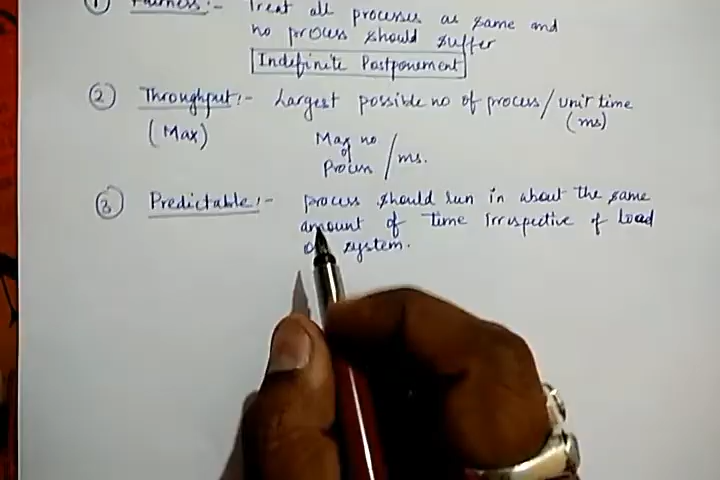 ① Fairness :- Treat all processes as same and
no process should suffer
Indefinite Postponement
② Throughput :- Largest possible no of process / unit time
(Max) (ms)
Max no
of / ms.
Process
③ Predictable :- process should run in about the same
amount of time irrspective of load
system.